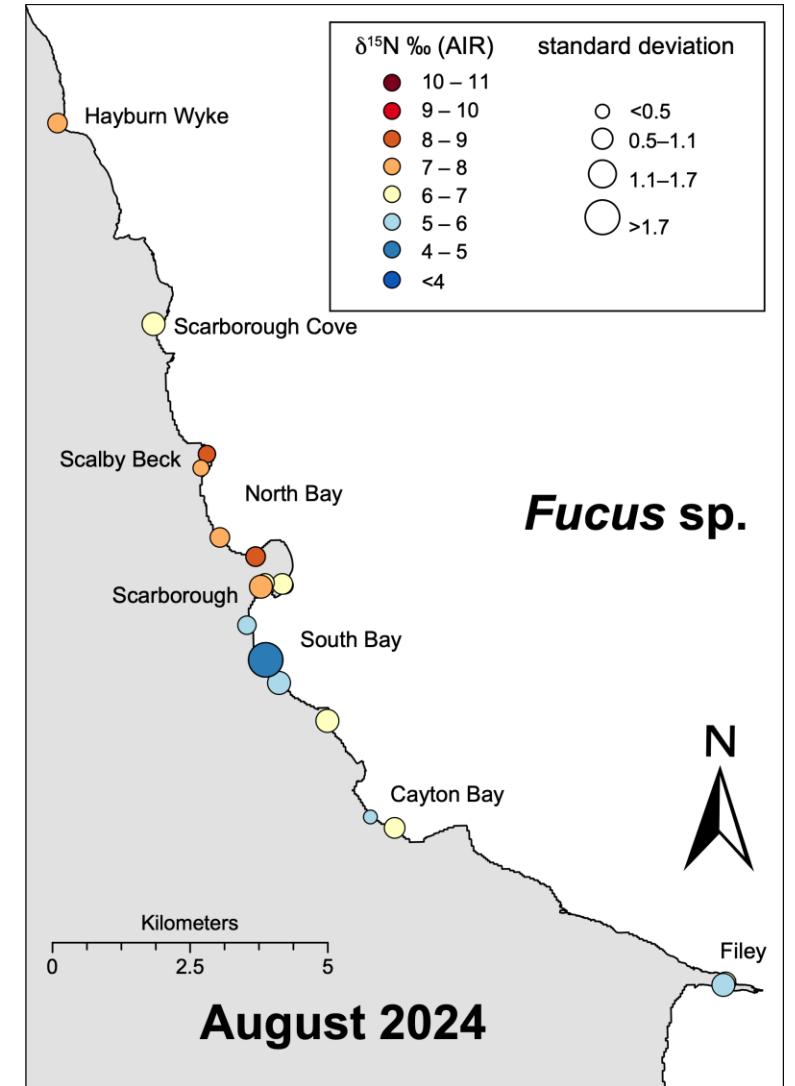 δ¹⁵N ‰ (AIR)
standard deviation
10 – 11
9 – 10
8 – 9
7 – 8
6 – 7
5 – 6
4 – 5
<4
<0.5
0.5–1.1
1.1–1.7
>1.7
Hayburn Wyke
Scarborough Cove
Scalby Beck
North Bay
Fucus sp.
Scarborough
South Bay
N
Cayton Bay
Kilometers
0
2.5
5
Filey
August 2024